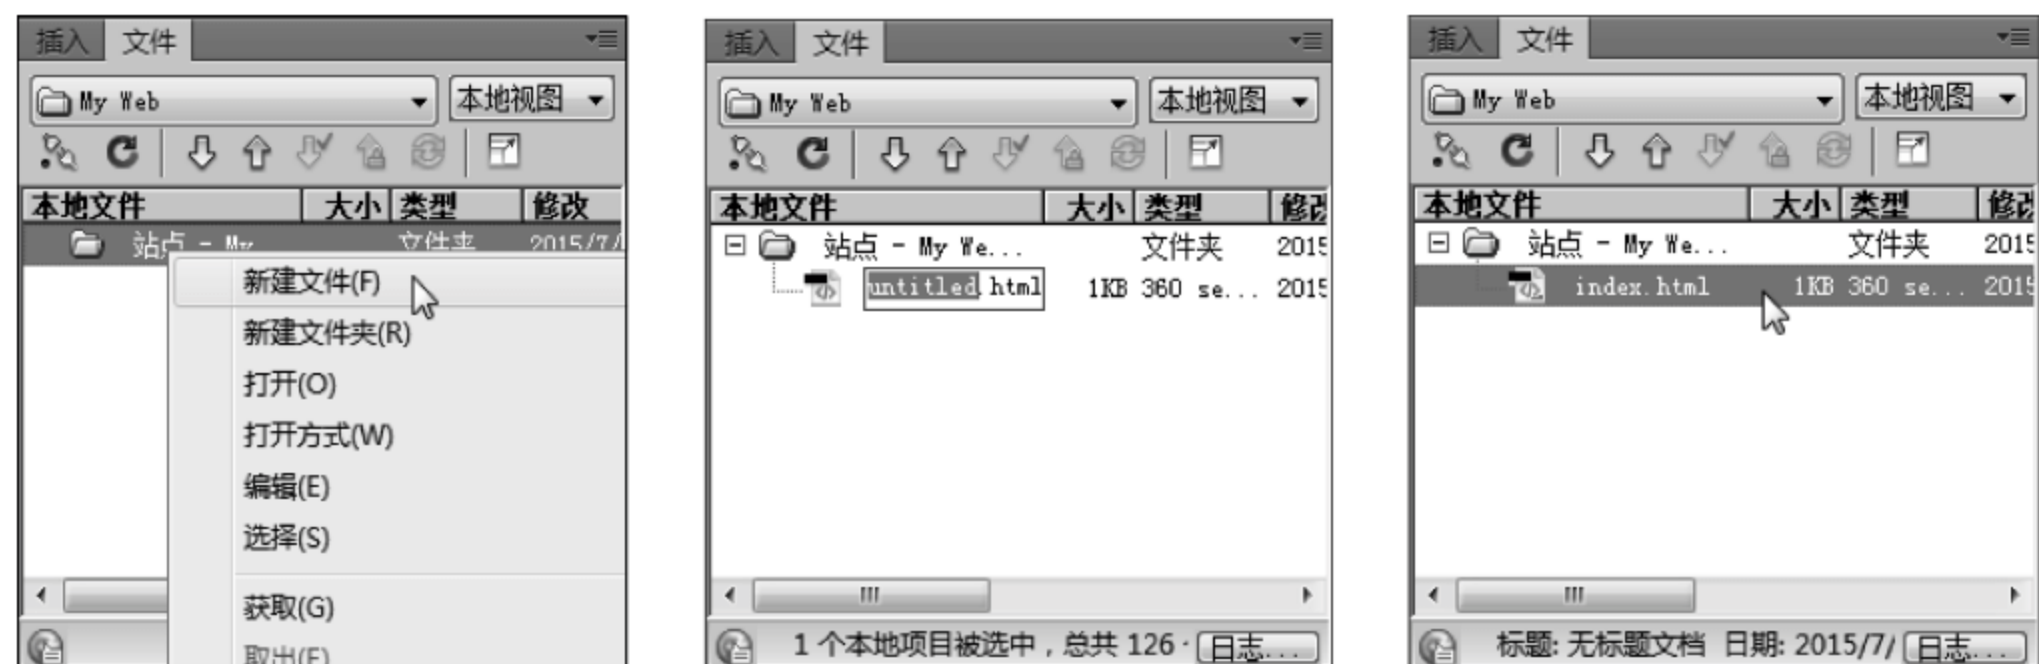 插入 文件
My Web 本地视图
本地文件 大小 类型 修改
站点 - My 文件夹 2015/7/
新建文件(F)
新建文件夹(R)
打开(O)
打开方式(W)
编辑(E)
选择(S)
获取(G)
取出(E)
插入 文件
My Web 本地视图
本地文件 大小 类型 修改
站点 - My We... 文件夹 2015
untitled.html 1KB 360 se... 2015
1 个本地项目被选中，总共 126 日志...
插入 文件
My Web 本地视图
本地文件 大小 类型 修改
站点 - My We... 文件夹 2015
index.html 1KB 360 se... 2015
标题: 无标题文档 日期: 2015/7/ 日志...